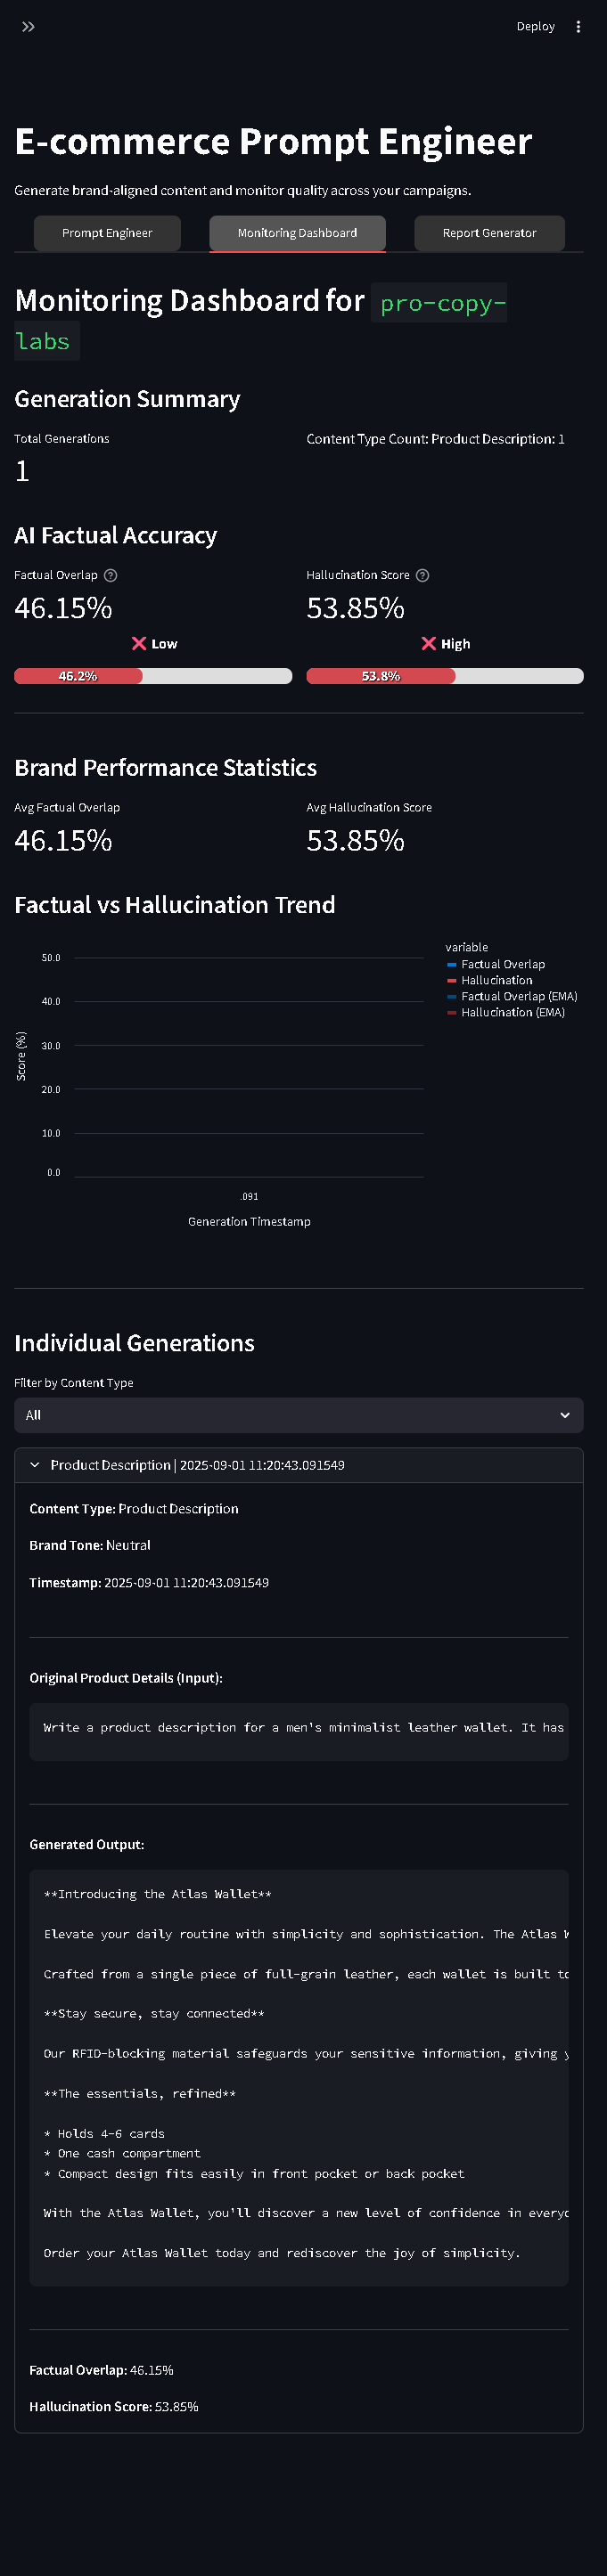 Deploy
E-commerce Prompt Engineer
Generate brand-aligned content and monitor quality across your campaigns.
Prompt Engineer
Monitoring Dashboard
Report Generator
Monitoring Dashboard for pro-copy-
labs
Generation Summary
Total Generations
1
Content Type Count: Product Description: 1
AI Factual Accuracy
Factual Overlap
46.15%
❌ Low
46.2%
Hallucination Score
53.85%
❌ High
53.8%
Brand Performance Statistics
Avg Factual Overlap
46.15%
Avg Hallucination Score
53.85%
Factual vs Hallucination Trend
variable
Factual Overlap
Hallucination
Factual Overlap (EMA)
Hallucination (EMA)
Score (%)
50.0
40.0
30.0
20.0
10.0
0.0
.091
Generation Timestamp
Individual Generations
Filter by Content Type
All
Product Description | 2025-09-01 11:20:43.091549
Content Type: Product Description
Brand Tone: Neutral
Timestamp: 2025-09-01 11:20:43.091549
Original Product Details (Input):
Write a product description for a men's minimalist leather wallet. It has
Generated Output:
**Introducing the Atlas Wallet**
Elevate your daily routine with simplicity and sophistication. The Atlas W
Crafted from a single piece of full-grain leather, each wallet is built to
**Stay secure, stay connected**
Our RFID-blocking material safeguards your sensitive information, giving y
**The essentials, refined**
* Holds 4-6 cards
* One cash compartment
* Compact design fits easily in front pocket or back pocket
With the Atlas Wallet, you'll discover a new level of confidence in everyd
Order your Atlas Wallet today and rediscover the joy of simplicity.
Factual Overlap: 46.15%
Hallucination Score: 53.85%